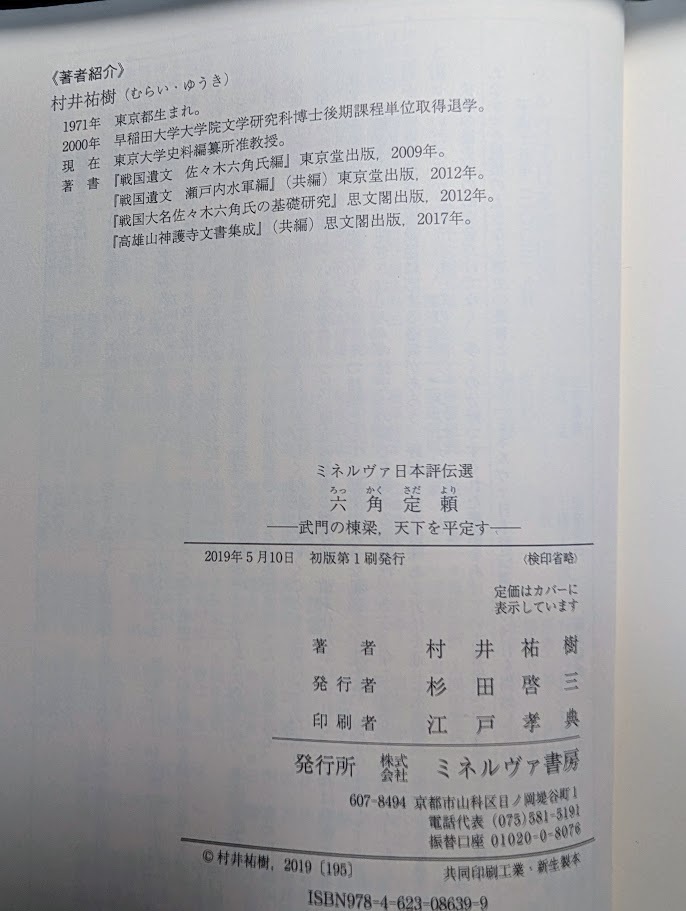 《著者紹介》
村井祐樹（むらい・ゆうき）
1971年 東京都生まれ。
2000年 早稲田大学大学院文学研究科博士後期課程単位取得退学。
現 在 東京大学史料編纂所准教授。
著 書 『戦国遺文 佐々木六角氏編』東京堂出版，2009年。
『戦国遺文 瀬戸内水軍編』（共編）東京堂出版，2012年。
『戦国大名佐々木六角氏の基礎研究』思文閣出版，2012年。
『高雄山神護寺文書集成』（共編）思文閣出版，2017年。
ミネルヴァ日本評伝選
ろっ かく さだ より
六 角 定 頼
――武門の棟梁，天下を平定す――
2019年5月10日 初版第1刷発行 〈検印省略〉
定価はカバーに
表示しています
著 者 村 井 祐 樹
発行者 杉 田 啓 三
印刷者 江 戸 孝 典
発行所 株式会社 ミネルヴァ書房
607-8494 京都市山科区日ノ岡堤谷町1
電話代表 (075)581-5191
振替口座 01020-0-8076
©村井祐樹，2019〔195〕 共同印刷工業・新生製本
ISBN978-4-623-08639-9